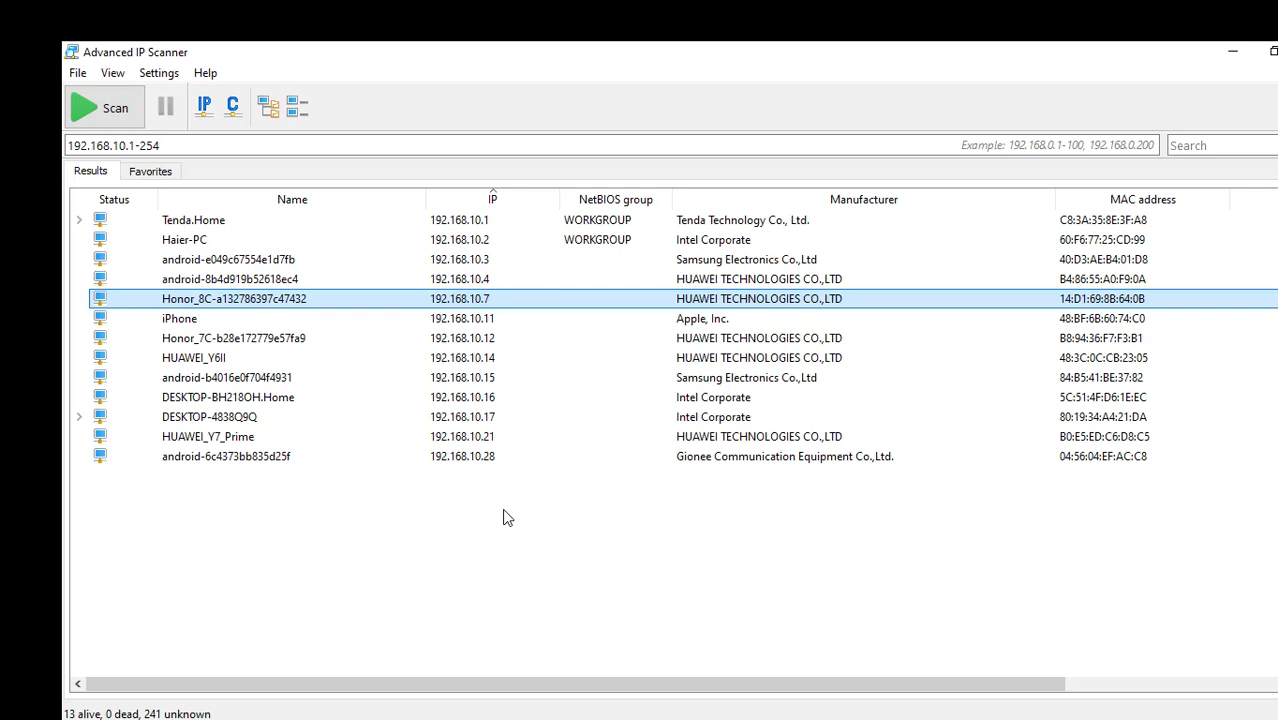 Advanced IP Scanner
File View Settings Help
Scan IP C
192.168.10.1-254 Example: 192.168.0.1-100, 192.168.0.200 Search
Results Favorites
Status Name IP NetBIOS group Manufacturer MAC address
Tenda.Home 192.168.10.1 WORKGROUP Tenda Technology Co., Ltd. C8:3A:35:8E:3F:A8
Haier-PC 192.168.10.2 WORKGROUP Intel Corporate 60:F6:77:25:CD:99
android-e049c67554e1d7fb 192.168.10.3 Samsung Electronics Co.,Ltd 40:D3:AE:B4:01:D8
android-8b4d919b52618ec4 192.168.10.4 HUAWEI TECHNOLOGIES CO.,LTD B4:86:55:A0:F9:0A
Honor_8C-a132786397c47432 192.168.10.7 HUAWEI TECHNOLOGIES CO.,LTD 14:D1:69:8B:64:0B
iPhone 192.168.10.11 Apple, Inc. 48:BF:6B:60:74:C0
Honor_7C-b28e172779e57fa9 192.168.10.12 HUAWEI TECHNOLOGIES CO.,LTD B8:94:36:F7:F3:B1
HUAWEI_Y6II 192.168.10.14 HUAWEI TECHNOLOGIES CO.,LTD 48:3C:0C:CB:23:05
android-b4016e0f704f4931 192.168.10.15 Samsung Electronics Co.,Ltd 84:B5:41:BE:37:82
DESKTOP-BH218OH.Home 192.168.10.16 Intel Corporate 5C:51:4F:D6:1E:EC
DESKTOP-4838Q9Q 192.168.10.17 Intel Corporate 80:19:34:A4:21:DA
HUAWEI_Y7_Prime 192.168.10.21 HUAWEI TECHNOLOGIES CO.,LTD B0:E5:ED:C6:D8:C5
android-6c4373bb835d25f 192.168.10.28 Gionee Communication Equipment Co.,Ltd. 04:56:04:EF:AC:C8
13 alive, 0 dead, 241 unknown